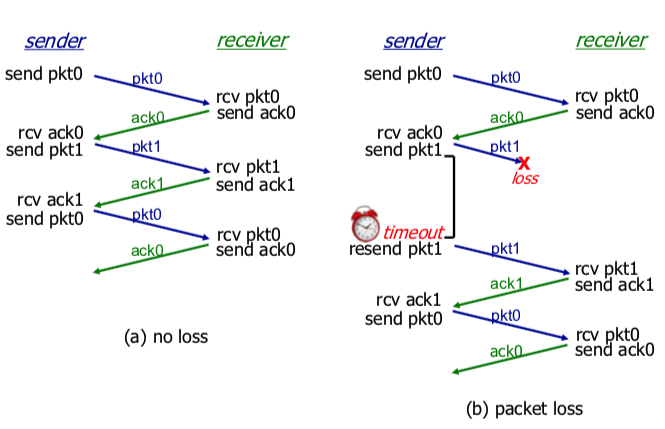 sender
receiver
send pkt0
pkt0
rcv pkt0
send ack0
ack0
rcv ack0
send pkt1
pkt1
rcv pkt1
send ack1
ack1
rcv ack1
send pkt0
pkt0
rcv pkt0
send ack0
ack0
(a) no loss
sender
receiver
send pkt0
pkt0
rcv pkt0
send ack0
ack0
rcv ack0
send pkt1
pkt1
X
loss
timeout
resend pkt1
pkt1
rcv pkt1
send ack1
ack1
rcv ack1
send pkt0
pkt0
rcv pkt0
send ack0
ack0
(b) packet loss